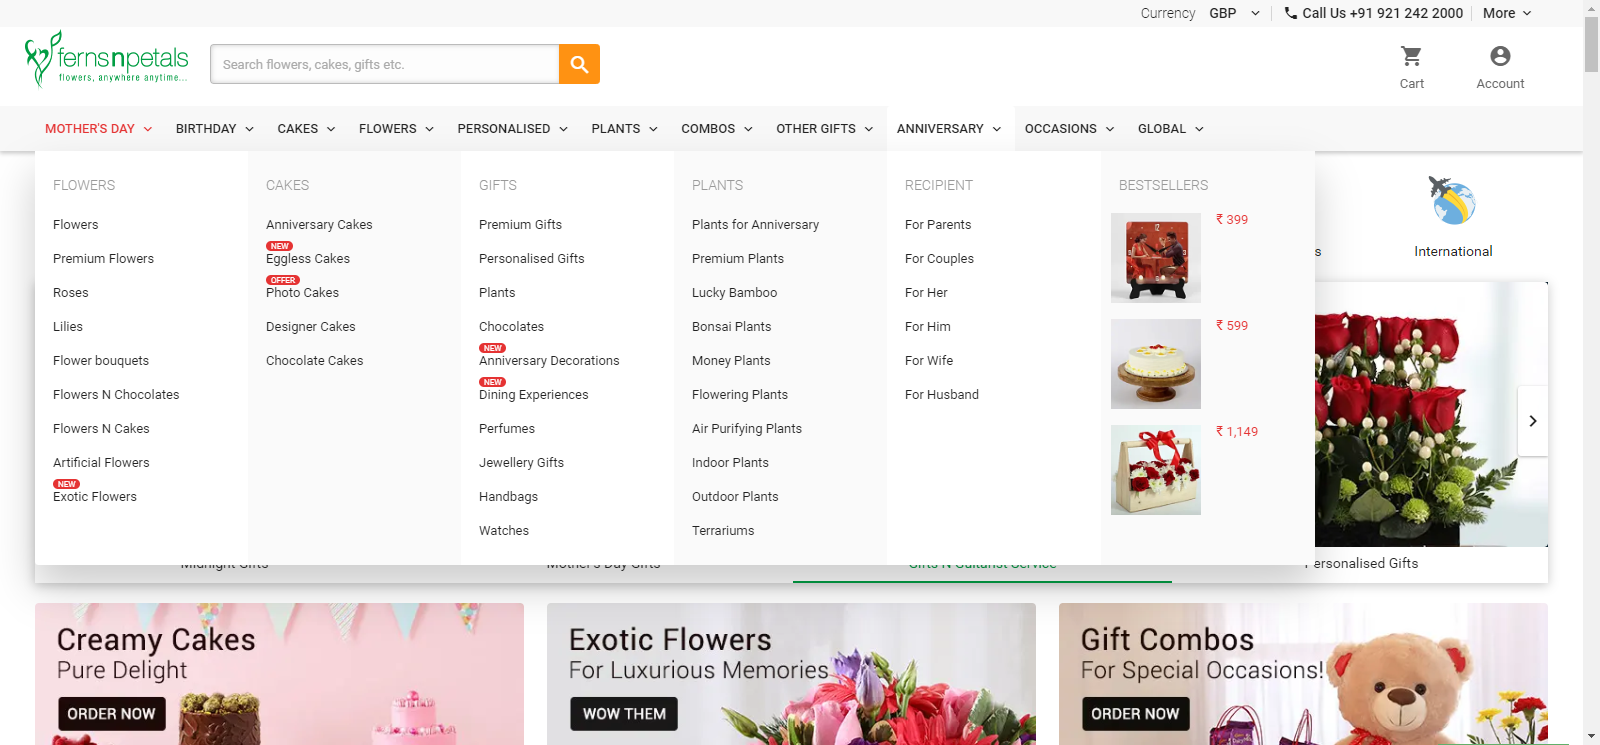 Currency GBP Call Us +91 921 242 2000 More
fernsnpetals
flowers, anywhere anytime...
Search flowers, cakes, gifts etc.
Cart
Account
MOTHER'S DAY BIRTHDAY CAKES FLOWERS PERSONALISED PLANTS COMBOS OTHER GIFTS ANNIVERSARY OCCASIONS GLOBAL
FLOWERS
Flowers
Premium Flowers
Roses
Lilies
Flower bouquets
Flowers N Chocolates
Flowers N Cakes
Artificial Flowers
NEW
Exotic Flowers
CAKES
Anniversary Cakes
NEW
Eggless Cakes
OFFER
Photo Cakes
Designer Cakes
Chocolate Cakes
GIFTS
Premium Gifts
Personalised Gifts
Plants
Chocolates
NEW
Anniversary Decorations
NEW
Dining Experiences
Perfumes
Jewellery Gifts
Handbags
Watches
PLANTS
Plants for Anniversary
Premium Plants
Lucky Bamboo
Bonsai Plants
Money Plants
Flowering Plants
Air Purifying Plants
Indoor Plants
Outdoor Plants
Terrariums
RECIPIENT
For Parents
For Couples
For Her
For Him
For Wife
For Husband
BESTSELLERS
₹ 399
₹ 599
₹ 1,149
International
Midnight Gifts Mother's Day Gifts Gifts N Guitarist Service Personalised Gifts
Creamy Cakes
Pure Delight
ORDER NOW
Exotic Flowers
For Luxurious Memories
WOW THEM
Gift Combos
For Special Occasions!
ORDER NOW